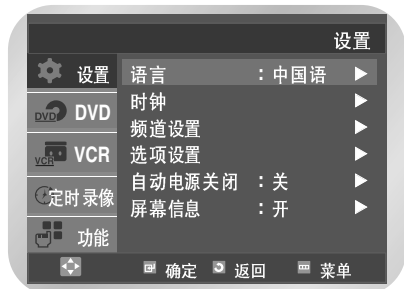 设置
设置
DVD
DVD
VCR
VCR
定时录像
功能
语言 : 中国语 ▶
时钟 ▶
频道设置 ▶
选项设置 ▶
自动电源关闭 : 关 ▶
屏幕信息 : 开 ▶
确定 返回 菜单